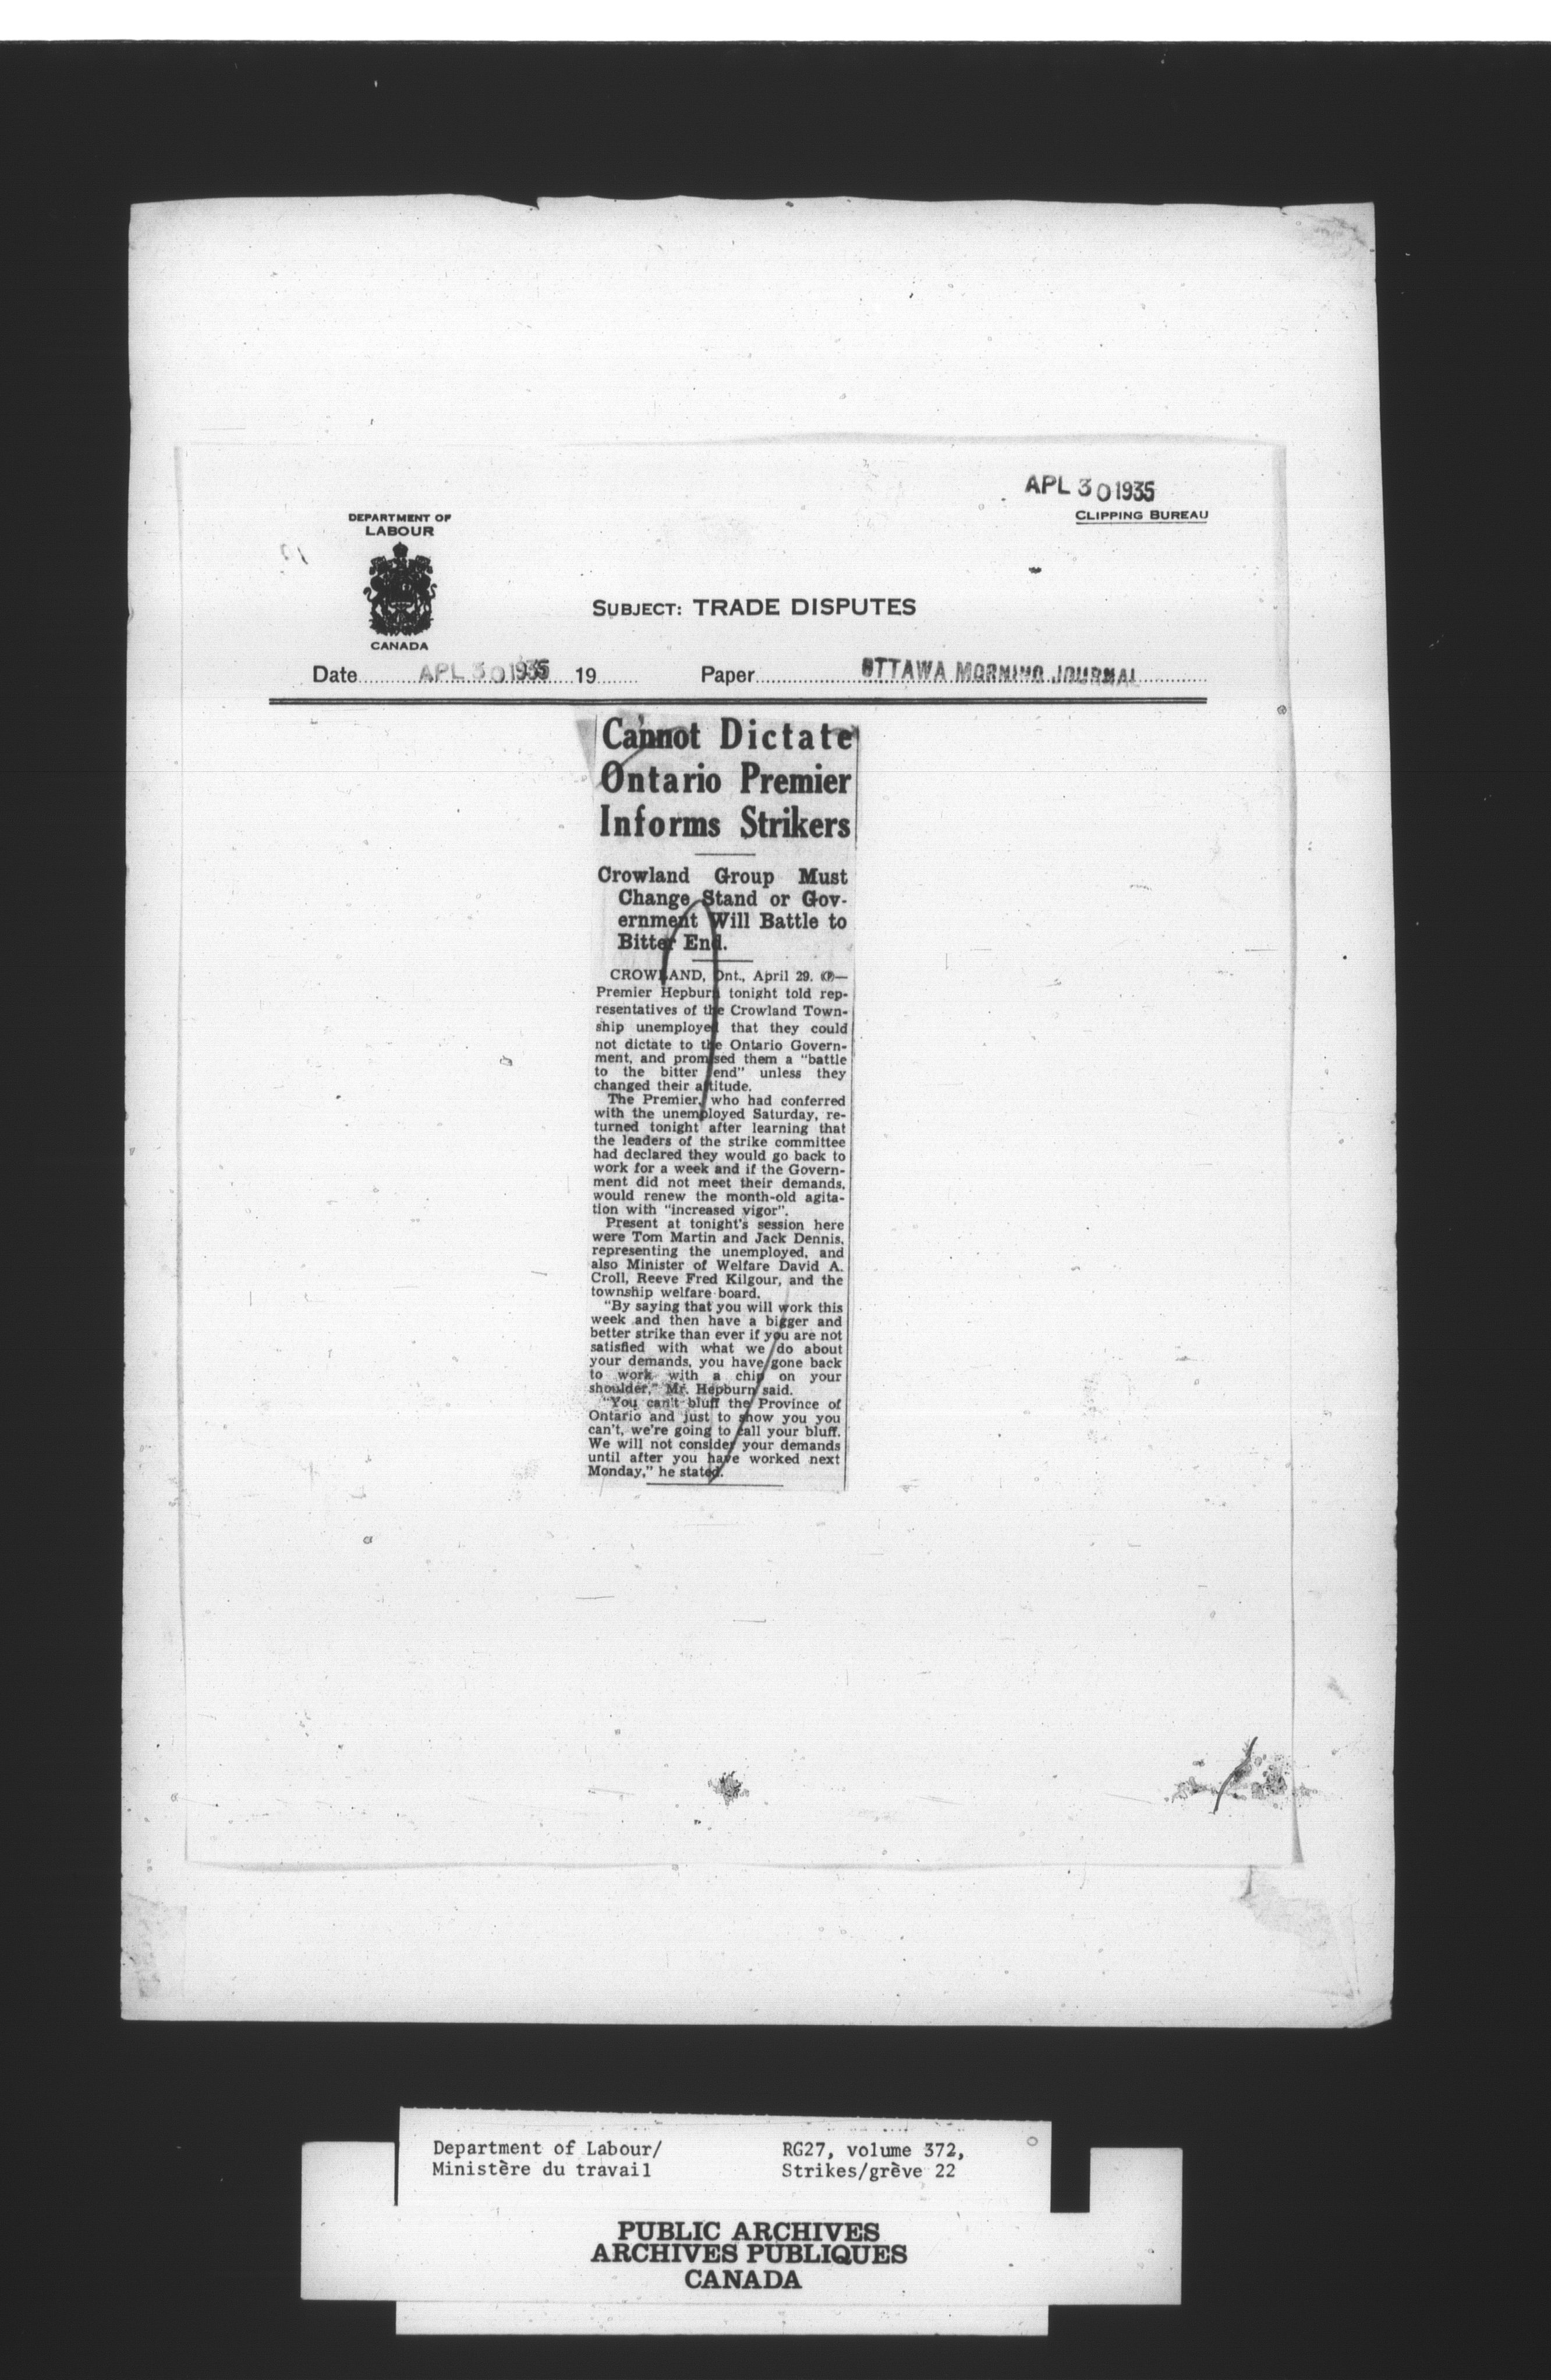 APL 30 1935
CLIPPING BUREAU
DEPARTMENT OF
LABOUR
CANADA
SUBJECT: TRADE DISPUTES
Date APL 30 1935 19 Paper OTTAWA MORNING JOURNAL
Cannot Dictate
Ontario Premier
Informs Strikers
Crowland Group Must
Change Stand or Gov-
ernment Will Battle to
Bitter End.
CROWLAND, Ont., April 29. (CP)—
Premier Hepburn tonight told rep-
resentatives of the Crowland Town-
ship unemployed that they could
not dictate to the Ontario Govern-
ment, and promised them a "battle
to the bitter end" unless they
changed their attitude.
The Premier, who had conferred
with the unemployed Saturday, re-
turned tonight after learning that
the leaders of the strike committee
had declared they would go back to
work for a week and if the Govern-
ment did not meet their demands,
would renew the month-old agita-
tion with "increased vigor".
Present at tonight's session here
were Tom Martin and Jack Dennis,
representing the unemployed, and
also Minister of Welfare David A.
Croll, Reeve Fred Kilgour, and the
township welfare board.
"By saying that you will work this
week and then have a bigger and
better strike than ever if you are not
satisfied with what we do about
your demands, you have gone back
to work with a chip on your
shoulder," Mr. Hepburn said.
"You can't bluff the Province of
Ontario and just to show you you
can't, we're going to call your bluff.
We will not consider your demands
until after you have worked next
Monday," he stated.
Department of Labour/ RG27, volume 372,
Ministère du travail Strikes/grève 22
PUBLIC ARCHIVES
ARCHIVES PUBLIQUES
CANADA